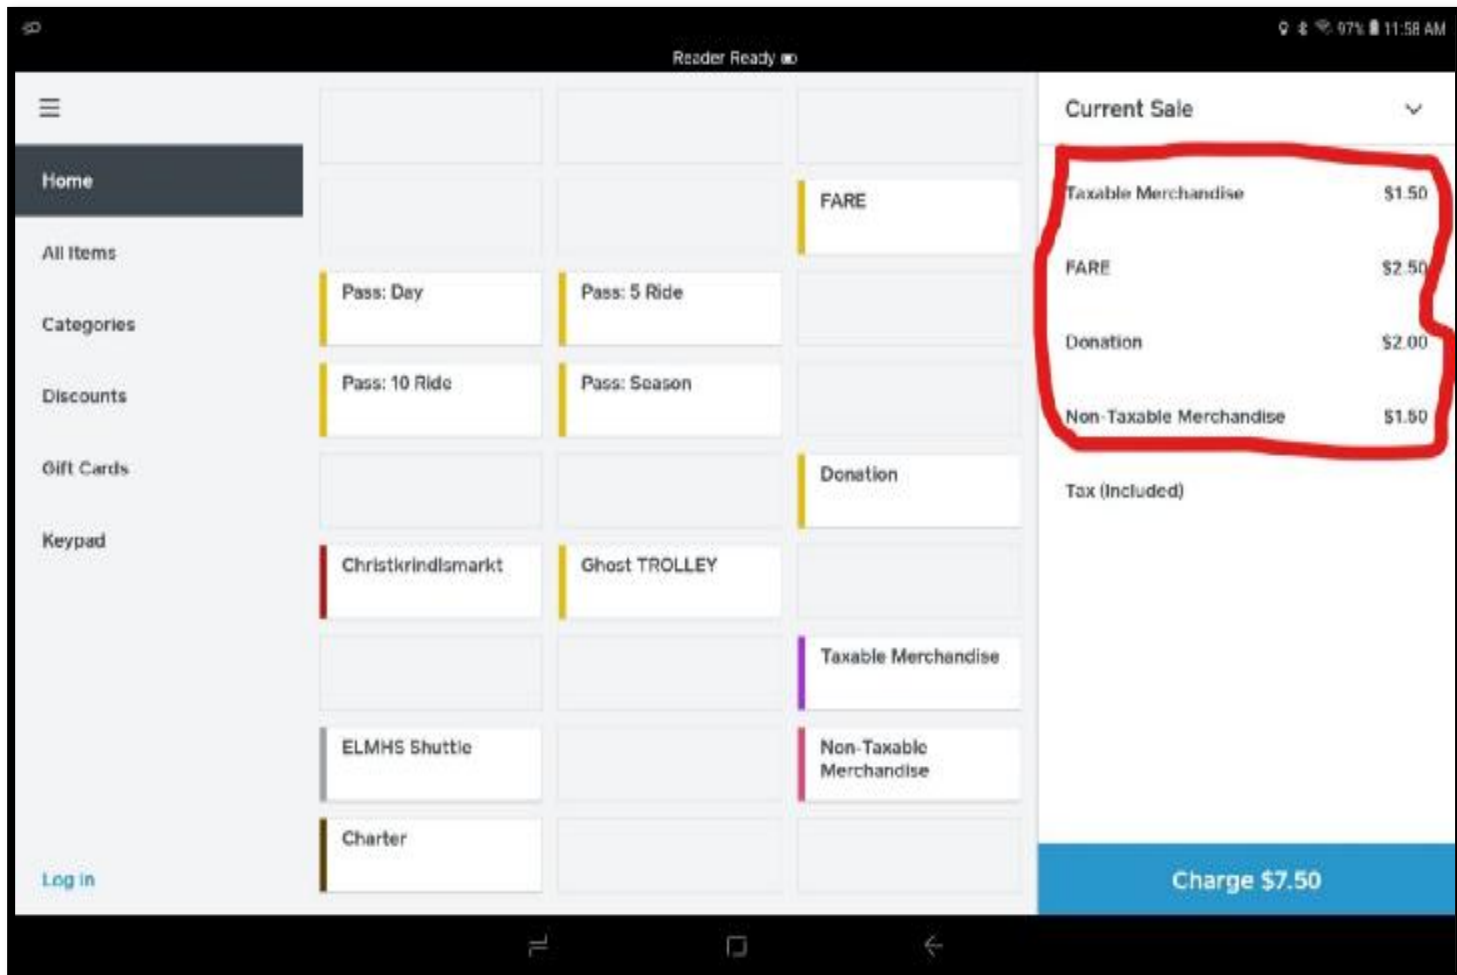 97% 11:58 AM
Reader Ready
Home
All Items
Categories
Discounts
Gift Cards
Keypad
Log in
FARE
Pass: Day
Pass: 5 Ride
Pass: 10 Ride
Pass: Season
Donation
Christkrindlsmarkt
Ghost TROLLEY
Taxable Merchandise
ELMHS Shuttle
Non-Taxable
Merchandise
Charter
Current Sale
Taxable Merchandise $1.50
FARE $2.50
Donation $2.00
Non-Taxable Merchandise $1.50
Tax (Included)
Charge $7.50